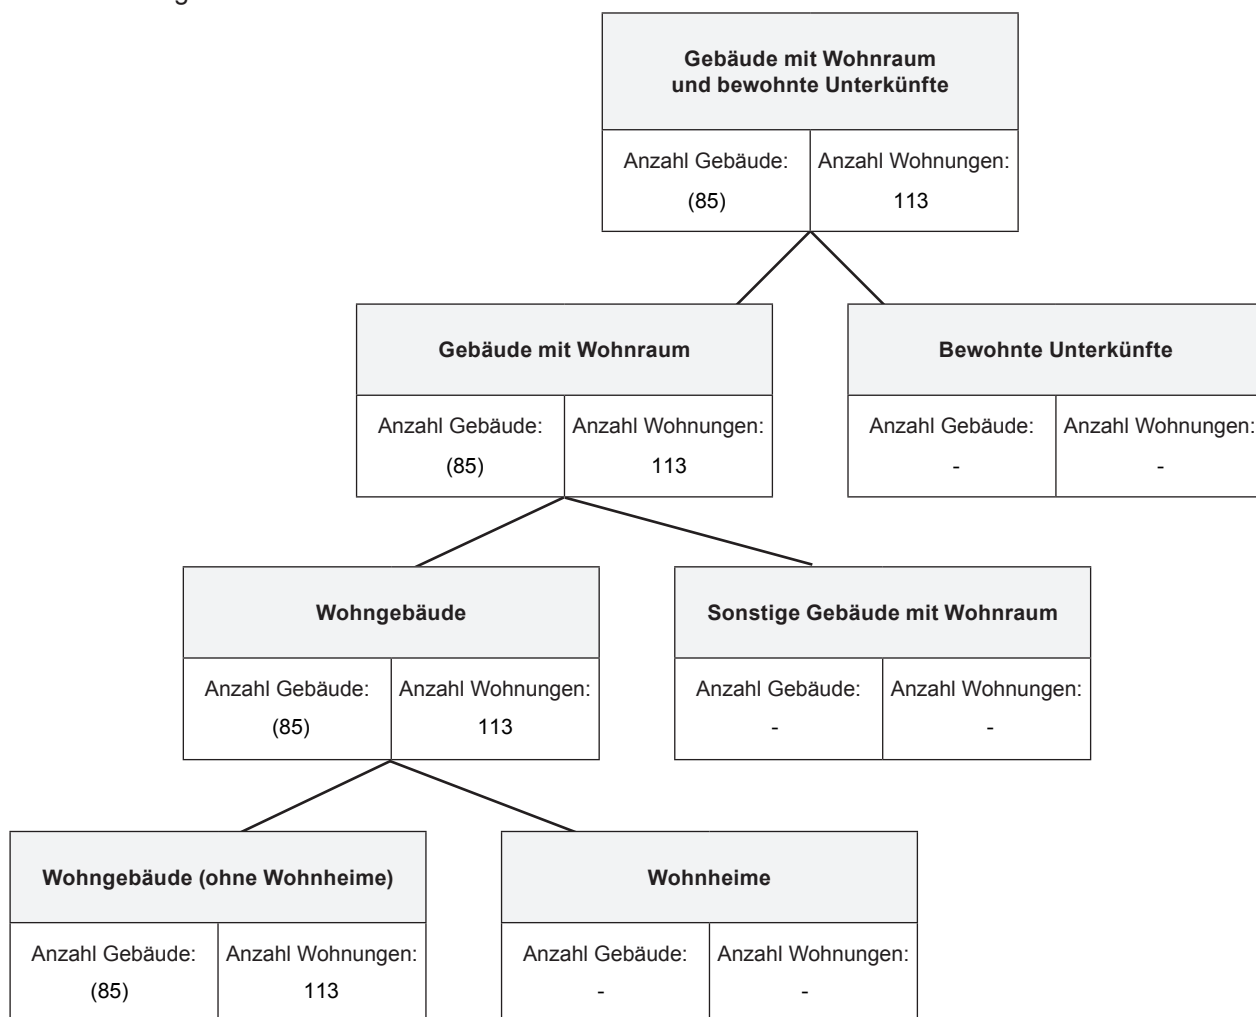 Gebäude mit Wohnraum
und bewohnte Unterkünfte
Anzahl Gebäude: Anzahl Wohnungen:
(85) 113
Gebäude mit Wohnraum Bewohnte Unterkünfte
Anzahl Gebäude: Anzahl Wohnungen: Anzahl Gebäude: Anzahl Wohnungen:
(85) 113 - -
Wohngebäude Sonstige Gebäude mit Wohnraum
Anzahl Gebäude: Anzahl Wohnungen: Anzahl Gebäude: Anzahl Wohnungen:
(85) 113 - -
Wohngebäude (ohne Wohnheime) Wohnheime
Anzahl Gebäude: Anzahl Wohnungen: Anzahl Gebäude: Anzahl Wohnungen:
(85) 113 - -